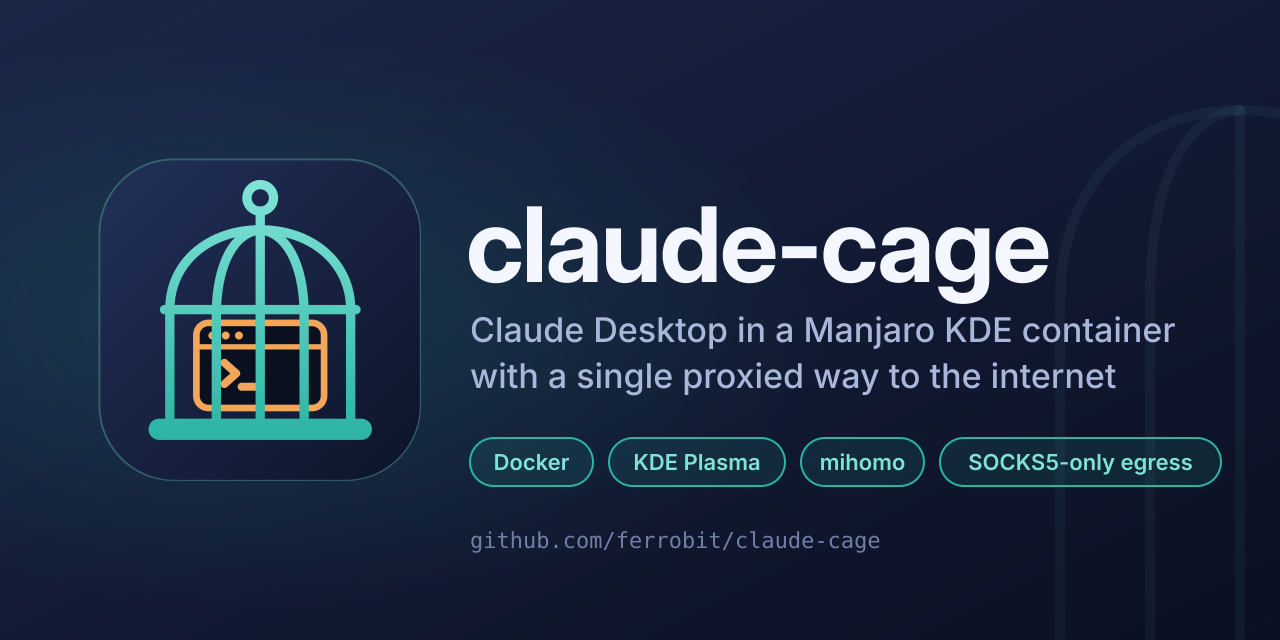 claude-cage
Claude Desktop in a Manjaro KDE container
with a single proxied way to the internet
Docker KDE Plasma mihomo SOCKS5-only egress
github.com/ferrobit/claude-cage